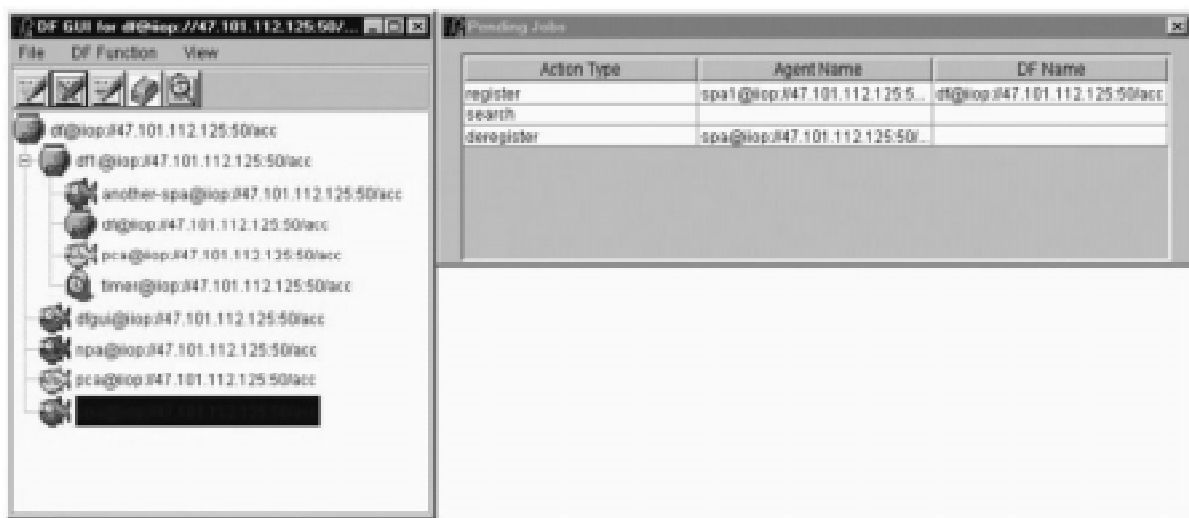 DF GUI for df@iiop://47.101.112.125:50/...
File DF Function View
df@iiop://47.101.112.125:50/acc
df1@iiop://47.101.112.125:50/acc
another-spa@iiop://47.101.112.125:50/acc
df@iiop://47.101.112.125:50/acc
pca@iiop://47.101.112.125:50/acc
timer@iiop://47.101.112.125:50/acc
dfgui@iiop://47.101.112.125:50/acc
npa@iiop://47.101.112.125:50/acc
pca@iiop://47.101.112.125:50/acc
Pending Jobs
Action Type Agent Name DF Name
register spa1@iiop://47.101.112.125:5... df@iiop://47.101.112.125:50/acc
search
deregister spa@iiop://47.101.112.125:50/...